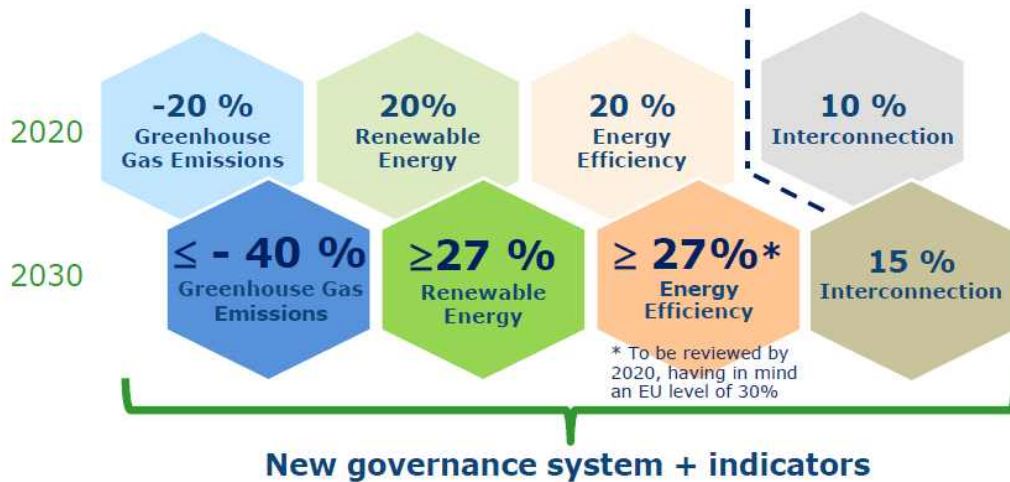 2020
-20 %
Greenhouse
Gas Emissions
20%
Renewable
Energy
20 %
Energy
Efficiency
10 %
Interconnection
2030
≤ - 40 %
Greenhouse Gas
Emissions
≥27 %
Renewable
Energy
≥ 27%*
Energy
Efficiency
* To be reviewed by
2020, having in mind
an EU level of 30%
15 %
Interconnection
New governance system + indicators